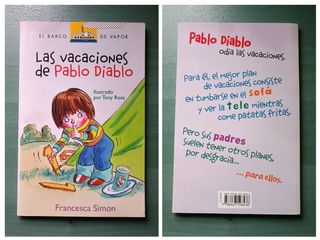 EL BARCO DE VAPOR
Las vacaciones
de Pablo Diablo
Ilustrado
por Tony Ross
Francesca Simon
Pablo Diablo
odia las vacaciones.
Para él, el mejor plan
de vacaciones consiste
en tumbarse en el sofá
y ver la tele mientras
come patatas fritas.
Pero sus padres
suelen tener otros planes,
por desgracia...
... para ellos.